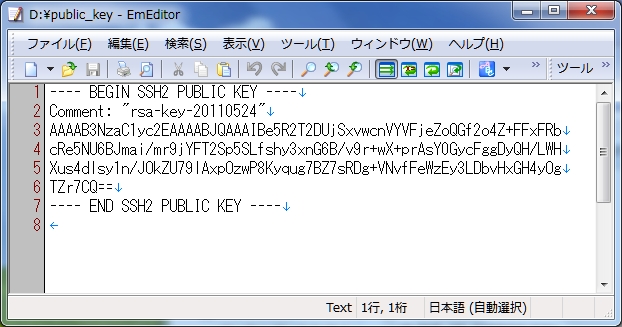 D:¥public_key - EmEditor
ファイル(F) 編集(E) 検索(S) 表示(V) ツール(T) ウィンドウ(W) ヘルプ(H) »
» ツール »
1 ---- BEGIN SSH2 PUBLIC KEY ----↓
2 Comment: "rsa-key-20110524"↓
3 AAAAB3NzaC1yc2EAAAABJQAAAIBe5R2T2DUjSxvwcnVYVFjeZoQGf2o4Z+FFxFRb↓
4 cRe5NU6BJmai/mr9jYFT2Sp5SLfshy3xnG6B/v9r+wX+prAsYOGycFggDyQH/LWH↓
5 Xus4dIsy1n/JOkZU79IAxpOzwP8Kyqug7BZ7sRDg+VNvfFeWzEy3LDbvHxGH4yOg↓
6 TZr7CQ==↓
7 ---- END SSH2 PUBLIC KEY ----↓
8 ←
Text 1行, 1桁 日本語 (自動選択)